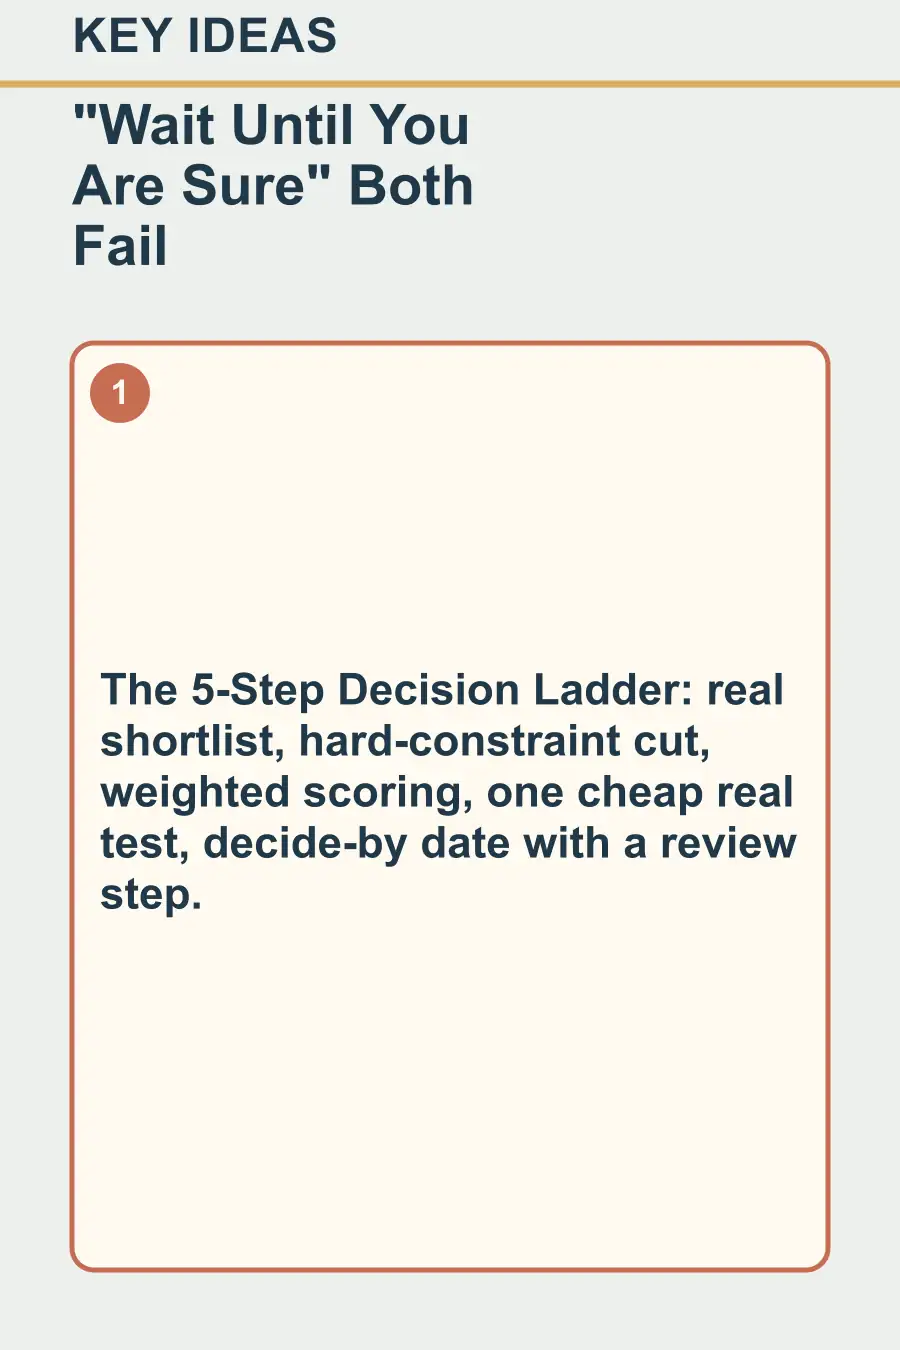 KEY IDEAS
"Wait Until You
Are Sure" Both
Fail
1
The 5-Step Decision Ladder: real
shortlist, hard-constraint cut,
weighted scoring, one cheap real
test, decide-by date with a review
step.